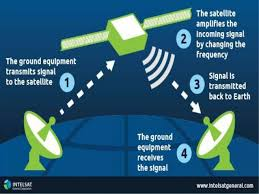 The ground equipment
transmits signal
to the satellite
1
The satellite
amplifies the
incoming signal
by changing the
frequency
2
3
Signal is
transmitted
back to Earth
The ground
equipment
receives
the signal
4
INTELSAT
www.intelsatgeneral.com